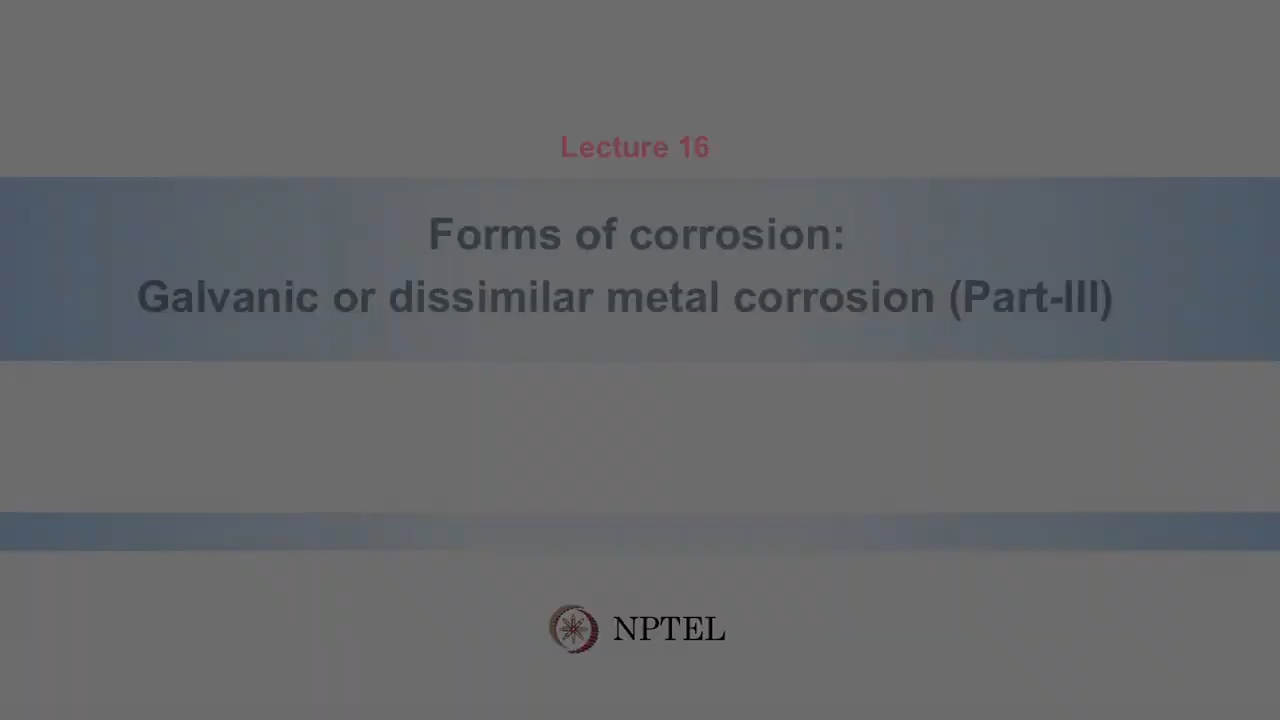 Lecture 16
Forms of corrosion:
Galvanic or dissimilar metal corrosion (Part-III)
NPTEL